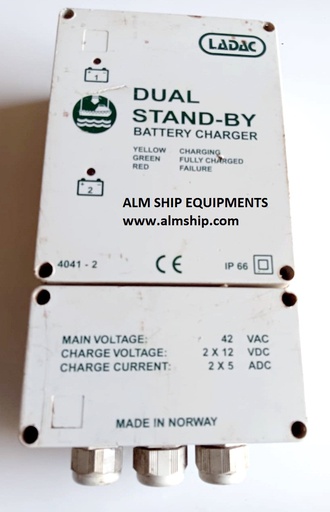 LADAC
1
DUAL
STAND-BY
BATTERY CHARGER
YELLOW CHARGING
GREEN FULLY CHARGED
RED FAILURE
2
ALM SHIP EQUIPMENTS
www.almship.com
4041 - 2 CE IP 66
MAIN VOLTAGE: 42 VAC
CHARGE VOLTAGE: 2 X 12 VDC
CHARGE CURRENT: 2 X 5 ADC
MADE IN NORWAY